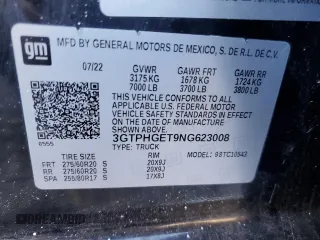 gm
MFD BY GENERAL MOTORS DE MEXICO, S. DE R.L. DE C.V.
07/22 GVWR GAWR FRT GAWR RR
3175 KG 1678 KG 1724 KG
7000 LB 3700 LB 3800 LB
THIS VEHICLE CONFORMS TO ALL
APPLICABLE U.S. FEDERAL MOTOR
VEHICLE SAFETY STANDARDS IN
EFFECT ON THE DATE OF
MANUFACTURE SHOWN ABOVE.
3GTPHGET9NG623008
TYPE: TRUCK MODEL: 98TC10543
0555
TIRE SIZE RIM
FRT 275/60R20 S 20X9J
RR 275/60R20 S 20X9J
SPA 255/80R17 S 17X8J